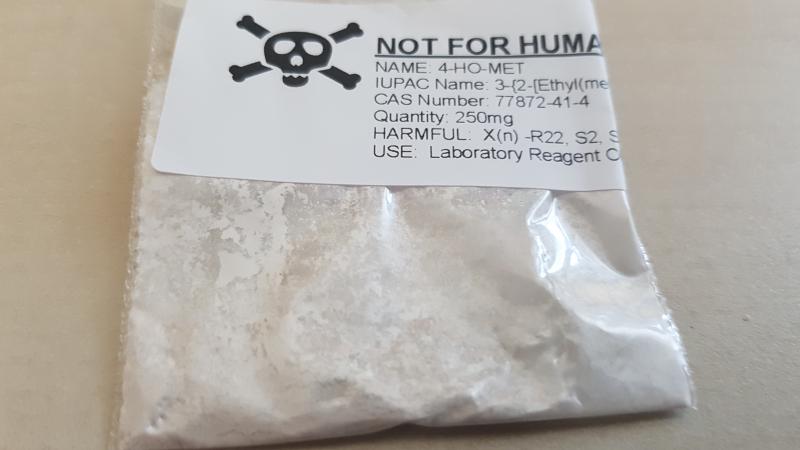 NOT FOR HUMA
NAME: 4-HO-MET
IUPAC Name: 3-{2-[Ethyl(me
CAS Number: 77872-41-4
Quantity: 250mg
HARMFUL: X(n) -R22, S2, S
USE: Laboratory Reagent C